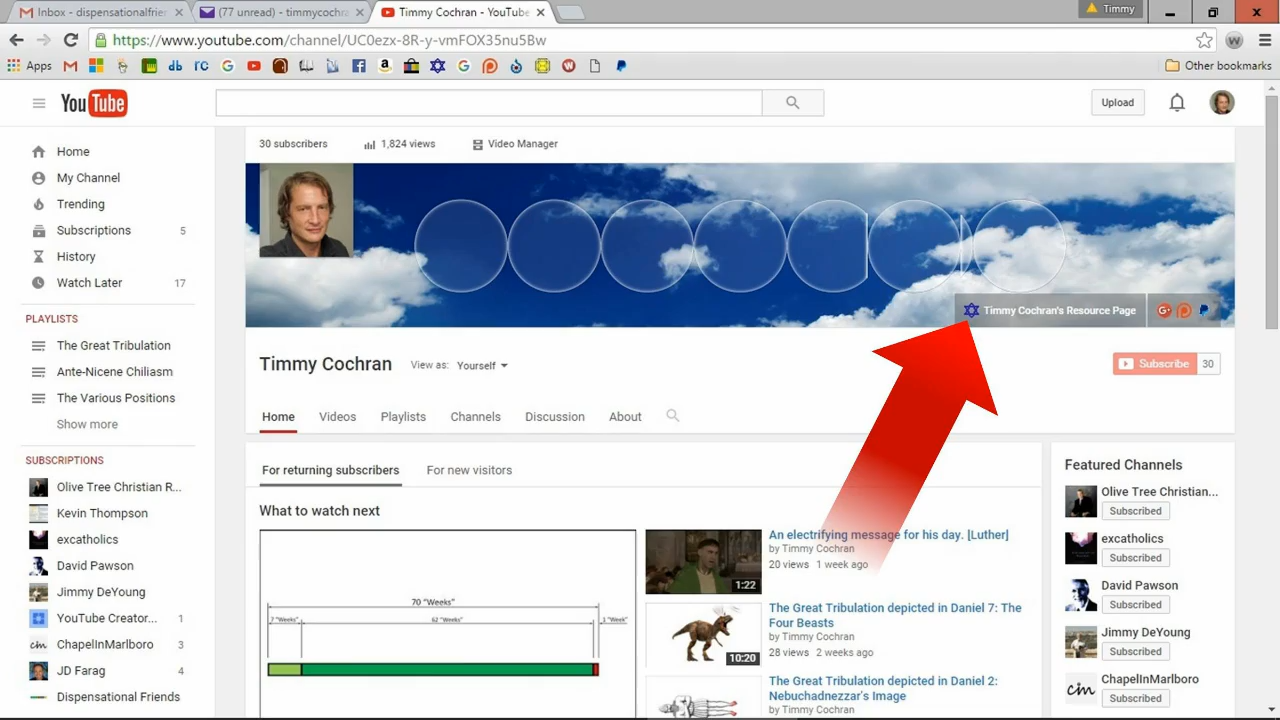 Inbox - dispensationalfrie
(77 unread) - timmycochra
Timmy Cochran - YouTube
Timmy
https://www.youtube.com/channel/UC0ezx-8R-y-vmFOX35nu5Bw
Apps
Other bookmarks
YouTube
Upload
Home
My Channel
Trending
Subscriptions 5
History
Watch Later 17
PLAYLISTS
The Great Tribulation
Ante-Nicene Chiliasm
The Various Positions
Show more
SUBSCRIPTIONS
Olive Tree Christian R...
Kevin Thompson
excatholics
David Pawson
Jimmy DeYoung
YouTube Creator... 1
ChapelInMarlboro 3
JD Farag 4
Dispensational Friends
30 subscribers 1,824 views Video Manager
Timmy Cochran's Resource Page
Timmy Cochran View as: Yourself
Subscribe 30
Home Videos Playlists Channels Discussion About
For returning subscribers For new visitors
What to watch next
70 "Weeks"
7 "Weeks" 62 "Weeks" 1 "Week"
1:22
An electrifying message for his day. [Luther]
by Timmy Cochran
20 views 1 week ago
10:20
The Great Tribulation depicted in Daniel 7: The
Four Beasts
by Timmy Cochran
28 views 2 weeks ago
The Great Tribulation depicted in Daniel 2:
Nebuchadnezzar's Image
by Timmy Cochran
Featured Channels
Olive Tree Christian...
Subscribed
excatholics
Subscribed
David Pawson
Subscribed
Jimmy DeYoung
Subscribed
cim
ChapelInMarlboro
Subscribed